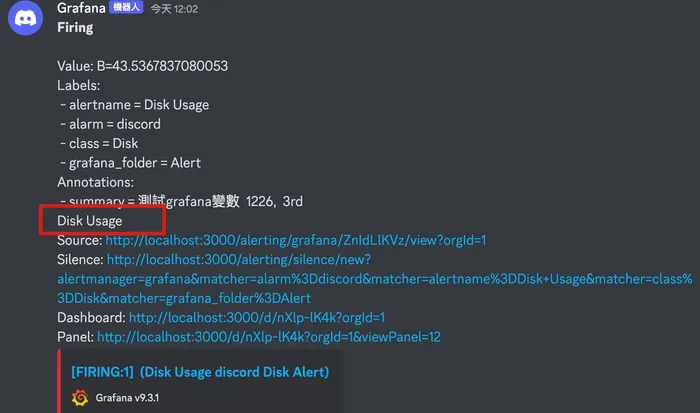 Grafana 機器人 今天 12:02
Firing
Value: B=43.5367837080053
Labels:
- alertname = Disk Usage
- alarm = discord
- class = Disk
- grafana_folder = Alert
Annotations:
- summary = 測試grafana變數 1226, 3rd
Disk Usage
Source: http://localhost:3000/alerting/grafana/ZnIdLlKVz/view?orgId=1
Silence: http://localhost:3000/alerting/silence/new?
alertmanager=grafana&matcher=alarm%3Ddiscord&matcher=alertname%3DDisk+Usage&matcher=class%
3DDisk&matcher=grafana_folder%3DAlert
Dashboard: http://localhost:3000/d/nXlp-lK4k?orgId=1
Panel: http://localhost:3000/d/nXlp-lK4k?orgId=1&viewPanel=12
[FIRING:1] (Disk Usage discord Disk Alert)
Grafana v9.3.1